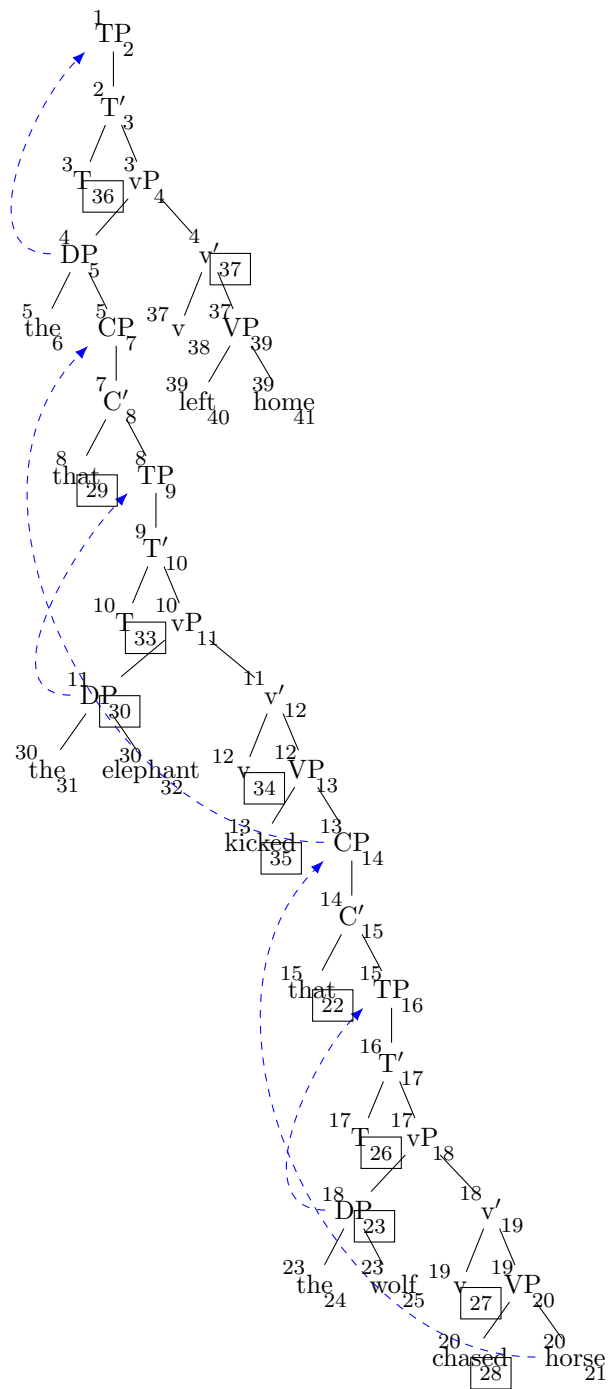 1 TP 2
2 T′ 3
3 T 36 3 vP 4
4 DP 5 4 v′ 37
5 the 6 5 CP 7 37 v 38 37 VP 39
7 C′ 8 39 left 40 39 home 41
8 that 29 8 TP 9
9 T′ 10
10 T 33 10 vP 11
11 DP 30 11 v′ 12
30 the 31 30 elephant 32 12 v 34 12 VP 13
13 kicked 35 13 CP 14
14 C′ 15
15 that 22 15 TP 16
16 T′ 17
17 T 26 17 vP 18
18 DP 23 18 v′ 19
23 the 24 23 wolf 25 19 v 27 19 VP 20
20 chased 28 20 horse 21